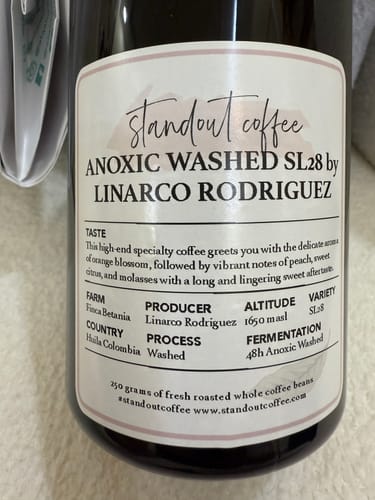 standout coffee
ANOXIC WASHED SL28 by
LINARCO RODRIGUEZ
TASTE
This high-end specialty coffee greets you with the delicate aroma
of orange blossom, followed by vibrant notes of peach, sweet
citrus, and molasses with a long and lingering sweet aftertaste.
FARM
Finca Betania
PRODUCER
Linarco Rodriguez
ALTITUDE
1650 masl
VARIETY
SL28
COUNTRY
Huila Colombia
PROCESS
Washed
FERMENTATION
48h Anoxic Washed
250 grams of fresh roasted whole coffee beans
#standoutcoffee www.standoutcoffee.com